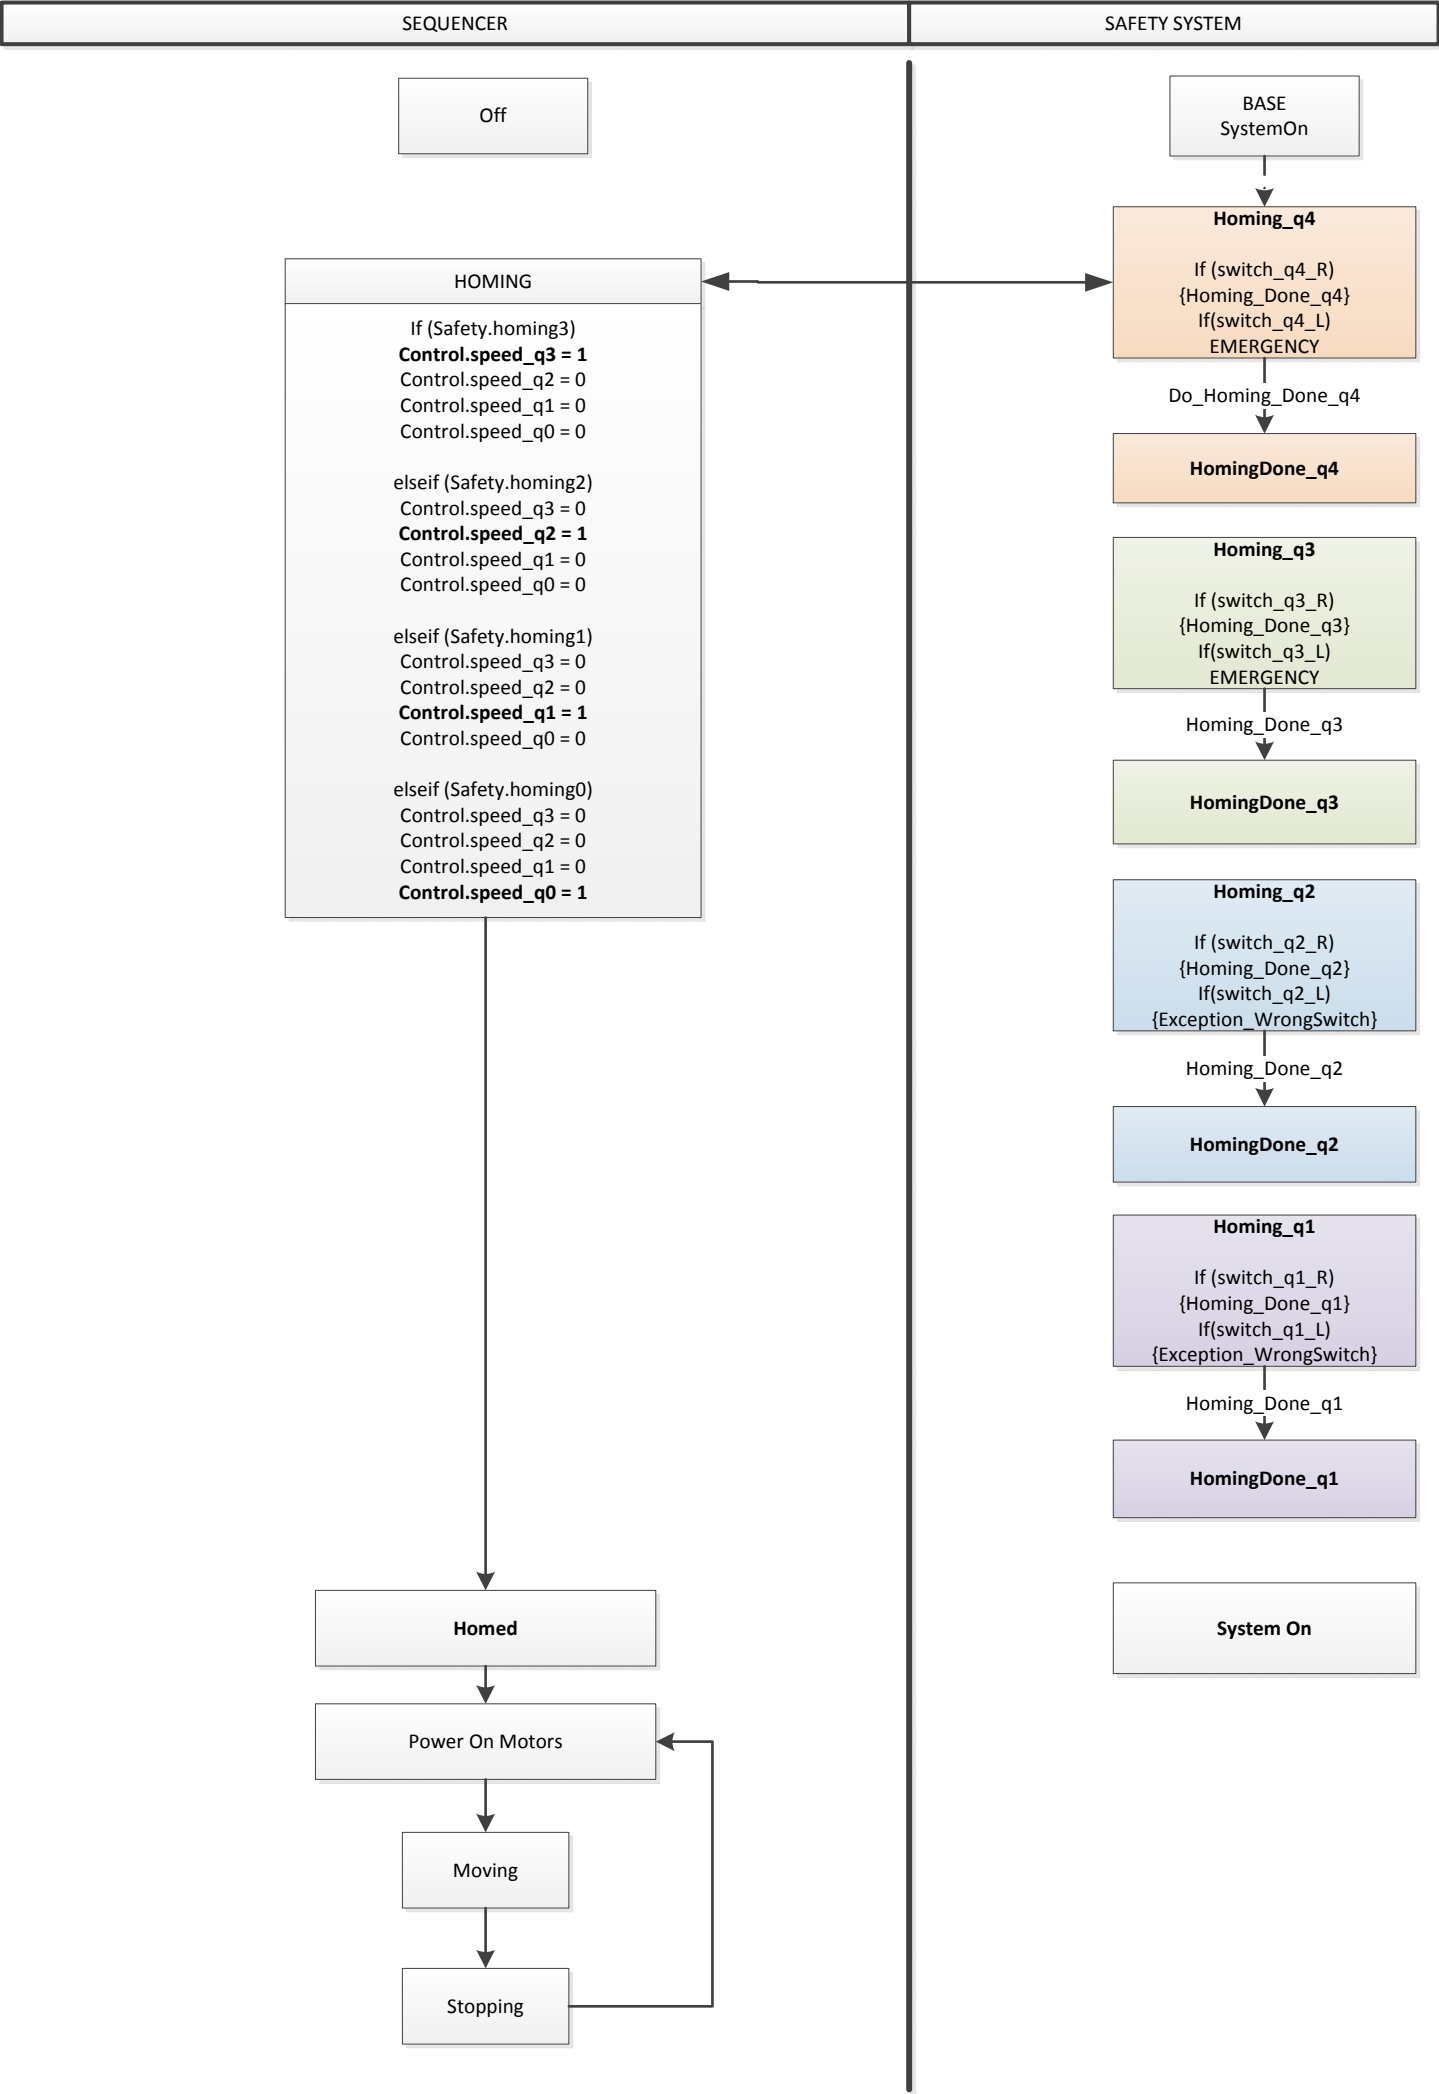 SEQUENCER
SAFETY SYSTEM
Off
BASE
SystemOn
HOMING
If (Safety.homing3)
Control.speed_q3 = 1
Control.speed_q2 = 0
Control.speed_q1 = 0
Control.speed_q0 = 0
elseif (Safety.homing2)
Control.speed_q3 = 0
Control.speed_q2 = 1
Control.speed_q1 = 0
Control.speed_q0 = 0
elseif (Safety.homing1)
Control.speed_q3 = 0
Control.speed_q2 = 0
Control.speed_q1 = 1
Control.speed_q0 = 0
elseif (Safety.homing0)
Control.speed_q3 = 0
Control.speed_q2 = 0
Control.speed_q1 = 0
Control.speed_q0 = 1
Homed
Power On Motors
Moving
Stopping
Homing_q4
If (switch_q4_R)
{Homing_Done_q4}
If(switch_q4_L)
EMERGENCY
Do_Homing_Done_q4
HomingDone_q4
Homing_q3
If (switch_q3_R)
{Homing_Done_q3}
If(switch_q3_L)
EMERGENCY
Homing_Done_q3
HomingDone_q3
Homing_q2
If (switch_q2_R)
{Homing_Done_q2}
If(switch_q2_L)
{Exception_WrongSwitch}
Homing_Done_q2
HomingDone_q2
Homing_q1
If (switch_q1_R)
{Homing_Done_q1}
If(switch_q1_L)
{Exception_WrongSwitch}
Homing_Done_q1
HomingDone_q1
System On